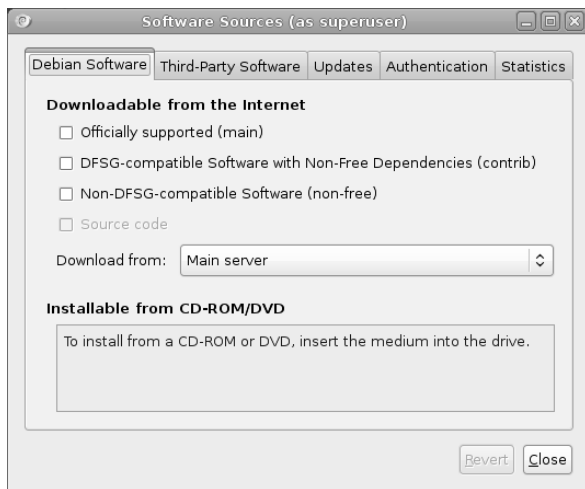 Software Sources (as superuser)
Debian Software Third-Party Software Updates Authentication Statistics
Downloadable from the Internet
Officially supported (main)
DFSG-compatible Software with Non-Free Dependencies (contrib)
Non-DFSG-compatible Software (non-free)
Source code
Download from: Main server
Installable from CD-ROM/DVD
To install from a CD-ROM or DVD, insert the medium into the drive.
Revert Close